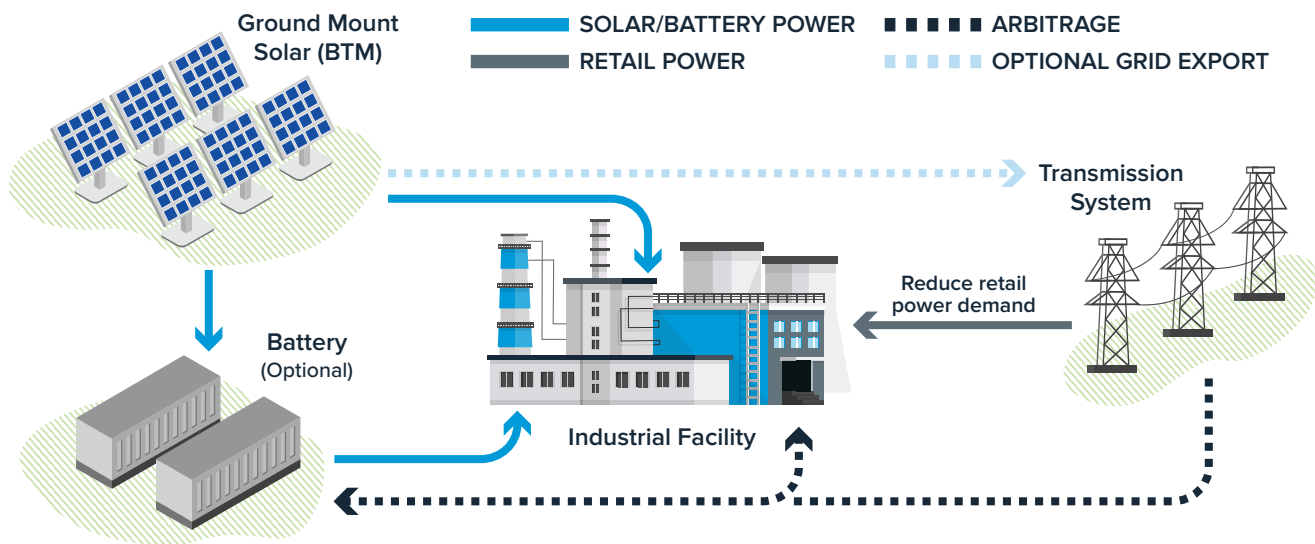 Ground Mount
Solar (BTM)
SOLAR/BATTERY POWER
RETAIL POWER
ARBITRAGE
OPTIONAL GRID EXPORT
Transmission
System
Reduce retail
power demand
Battery
(Optional)
Industrial Facility